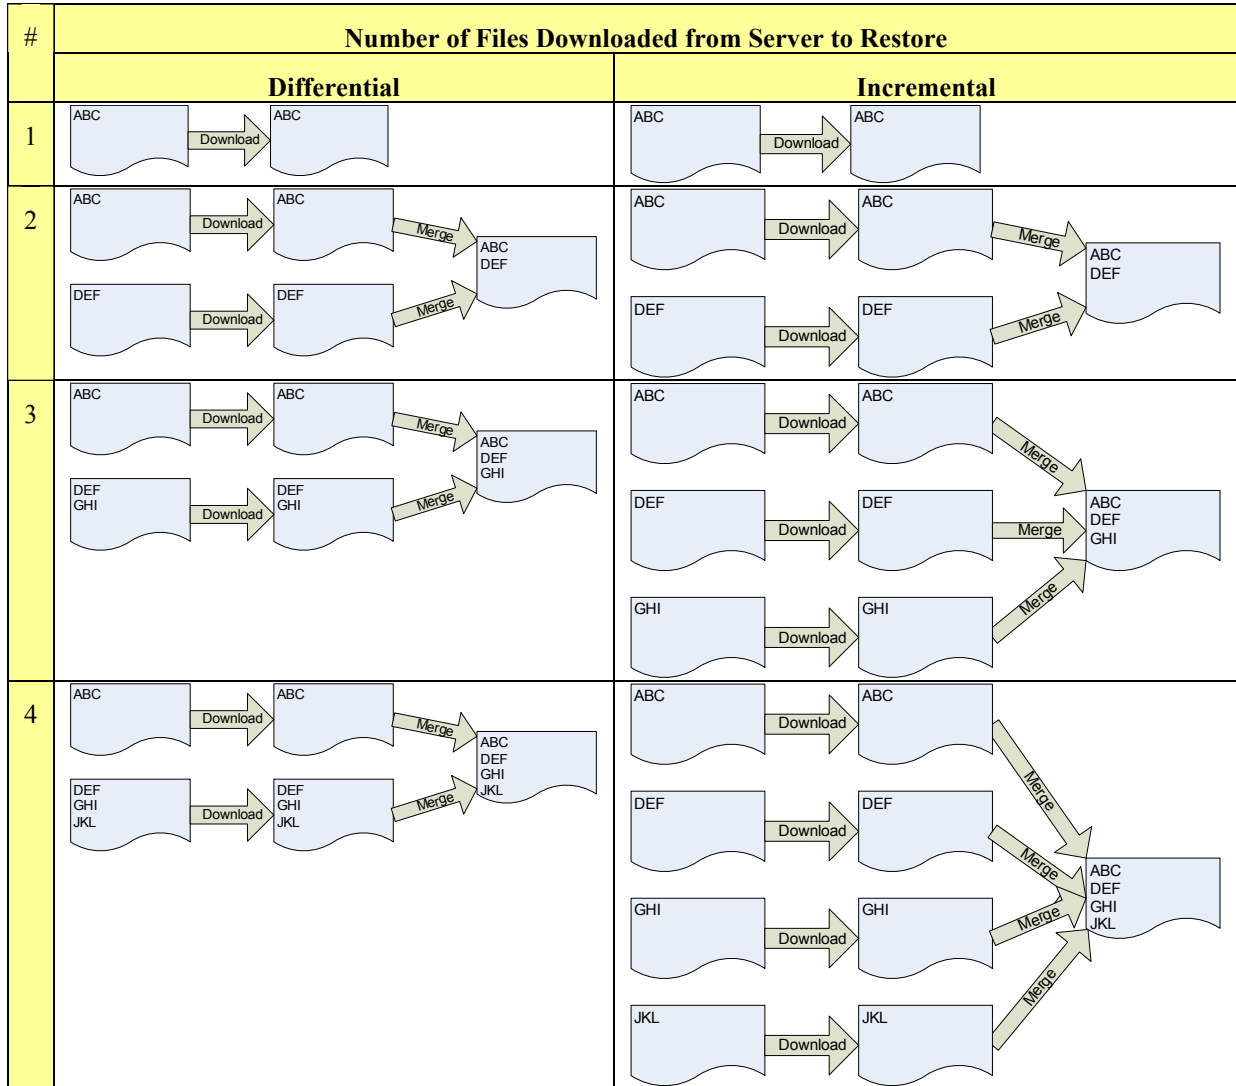 # Number of Files Downloaded from Server to Restore
Differential Incremental
1
ABC Download ABC
ABC Download ABC
2
ABC Download ABC Merge
DEF Download DEF Merge
ABC
DEF
ABC Download ABC Merge
DEF Download DEF Merge
ABC
DEF
3
ABC Download ABC Merge
DEF
GHI
Download
DEF
GHI
Merge
ABC
DEF
GHI
ABC Download ABC Merge
DEF Download DEF Merge
GHI Download GHI Merge
ABC
DEF
GHI
4
ABC Download ABC Merge
DEF
GHI
JKL
Download
DEF
GHI
JKL
Merge
ABC
DEF
GHI
JKL
ABC Download ABC Merge
DEF Download DEF Merge
GHI Download GHI Merge
JKL Download JKL Merge
ABC
DEF
GHI
JKL